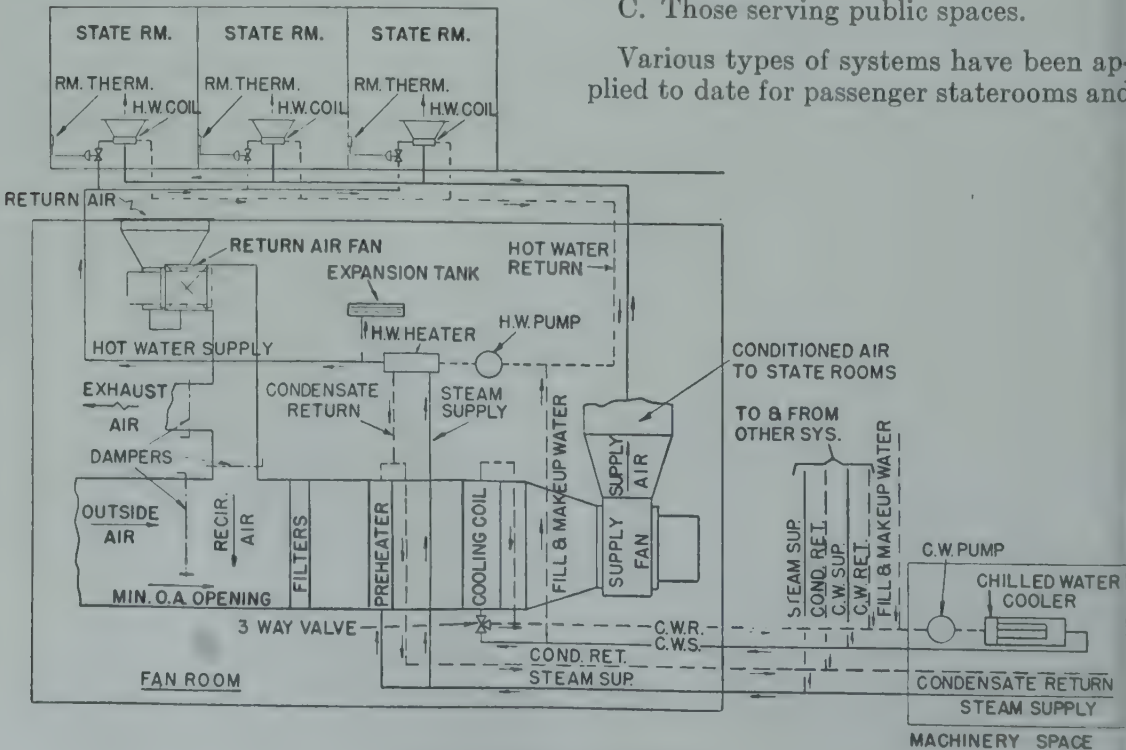 C. Those serving public spaces.
Various types of systems have been ap-
plied to date for passenger staterooms and
STATE RM.
STATE RM.
STATE RM.
RM. THERM.
H.W. COIL
RM. THERM.
H.W. COIL
RM. THERM.
H.W. COIL
RETURN AIR
RETURN AIR FAN
EXPANSION TANK
HOT WATER
RETURN
H.W. HEATER
H.W. PUMP
HOT WATER SUPPLY
CONDITIONED AIR
TO STATE ROOMS
EXHAUST
AIR
CONDENSATE
RETURN
STEAM
SUPPLY
FILL & MAKEUP WATER
TO & FROM
OTHER SYS.
DAMPERS
OUTSIDE
AIR
RECIR.
AIR
FILTERS
PREHEATER
COOLING COIL
SUPPLY
AIR
SUPPLY
FAN
STEAM SUP.
COND. RET.
C.W. SUP.
C.W. RET.
FILL & MAKEUP WATER
C.W. PUMP
CHILLED WATER
COOLER
MIN. O.A. OPENING
3 WAY VALVE
C.W.R.
C.W.S.
COND. RET.
STEAM SUP.
FAN ROOM
CONDENSATE RETURN
STEAM SUPPLY
MACHINERY SPACE